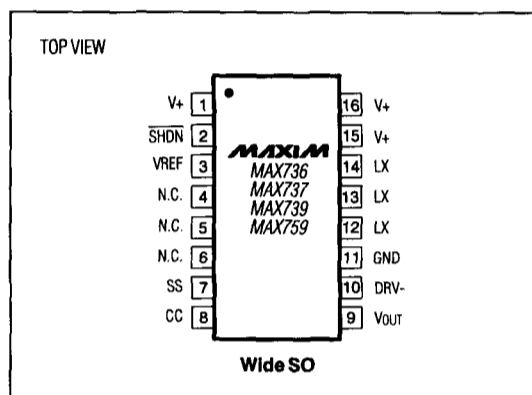 TOP VIEW
V+ 1 16 V+
SHDN 2 15 V+
MAXIM
VREF 3 MAX736 14 LX
N.C. 4 MAX737 13 LX
N.C. 5 MAX739 12 LX
N.C. 6 MAX759 11 GND
SS 7 10 DRV-
CC 8 9 VOUT
Wide SO